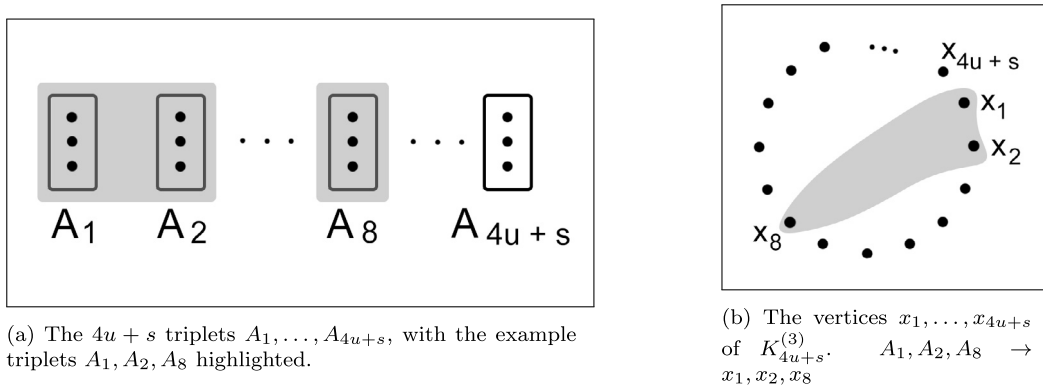 A1 A2 A8 A4u + s
(a) The 4u + s triplets A1, . . . , A4u+s, with the example
triplets A1, A2, A8 highlighted.
x4u + s
x1
x2
x8
(b) The vertices x1, . . . , x4u+s
of K(3)4u+s. A1, A2, A8 →
x1, x2, x8